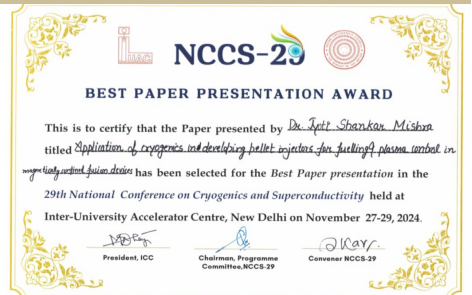 IUAC
NCCS-29
BEST PAPER PRESENTATION AWARD
This is to certify that the Paper presented by Dr. Jyoti Shankar Mishra
titled Application of cryogenics in developing pellet injectors for fuelling & plasma control in
magnetically confined fusion devices has been selected for the Best Paper presentation in the
29th National Conference on Cryogenics and Superconductivity held at
Inter-University Accelerator Centre, New Delhi on November 27-29, 2024.
President, ICC
Chairman, Programme
Committee,NCCS-29
Convener NCCS-29